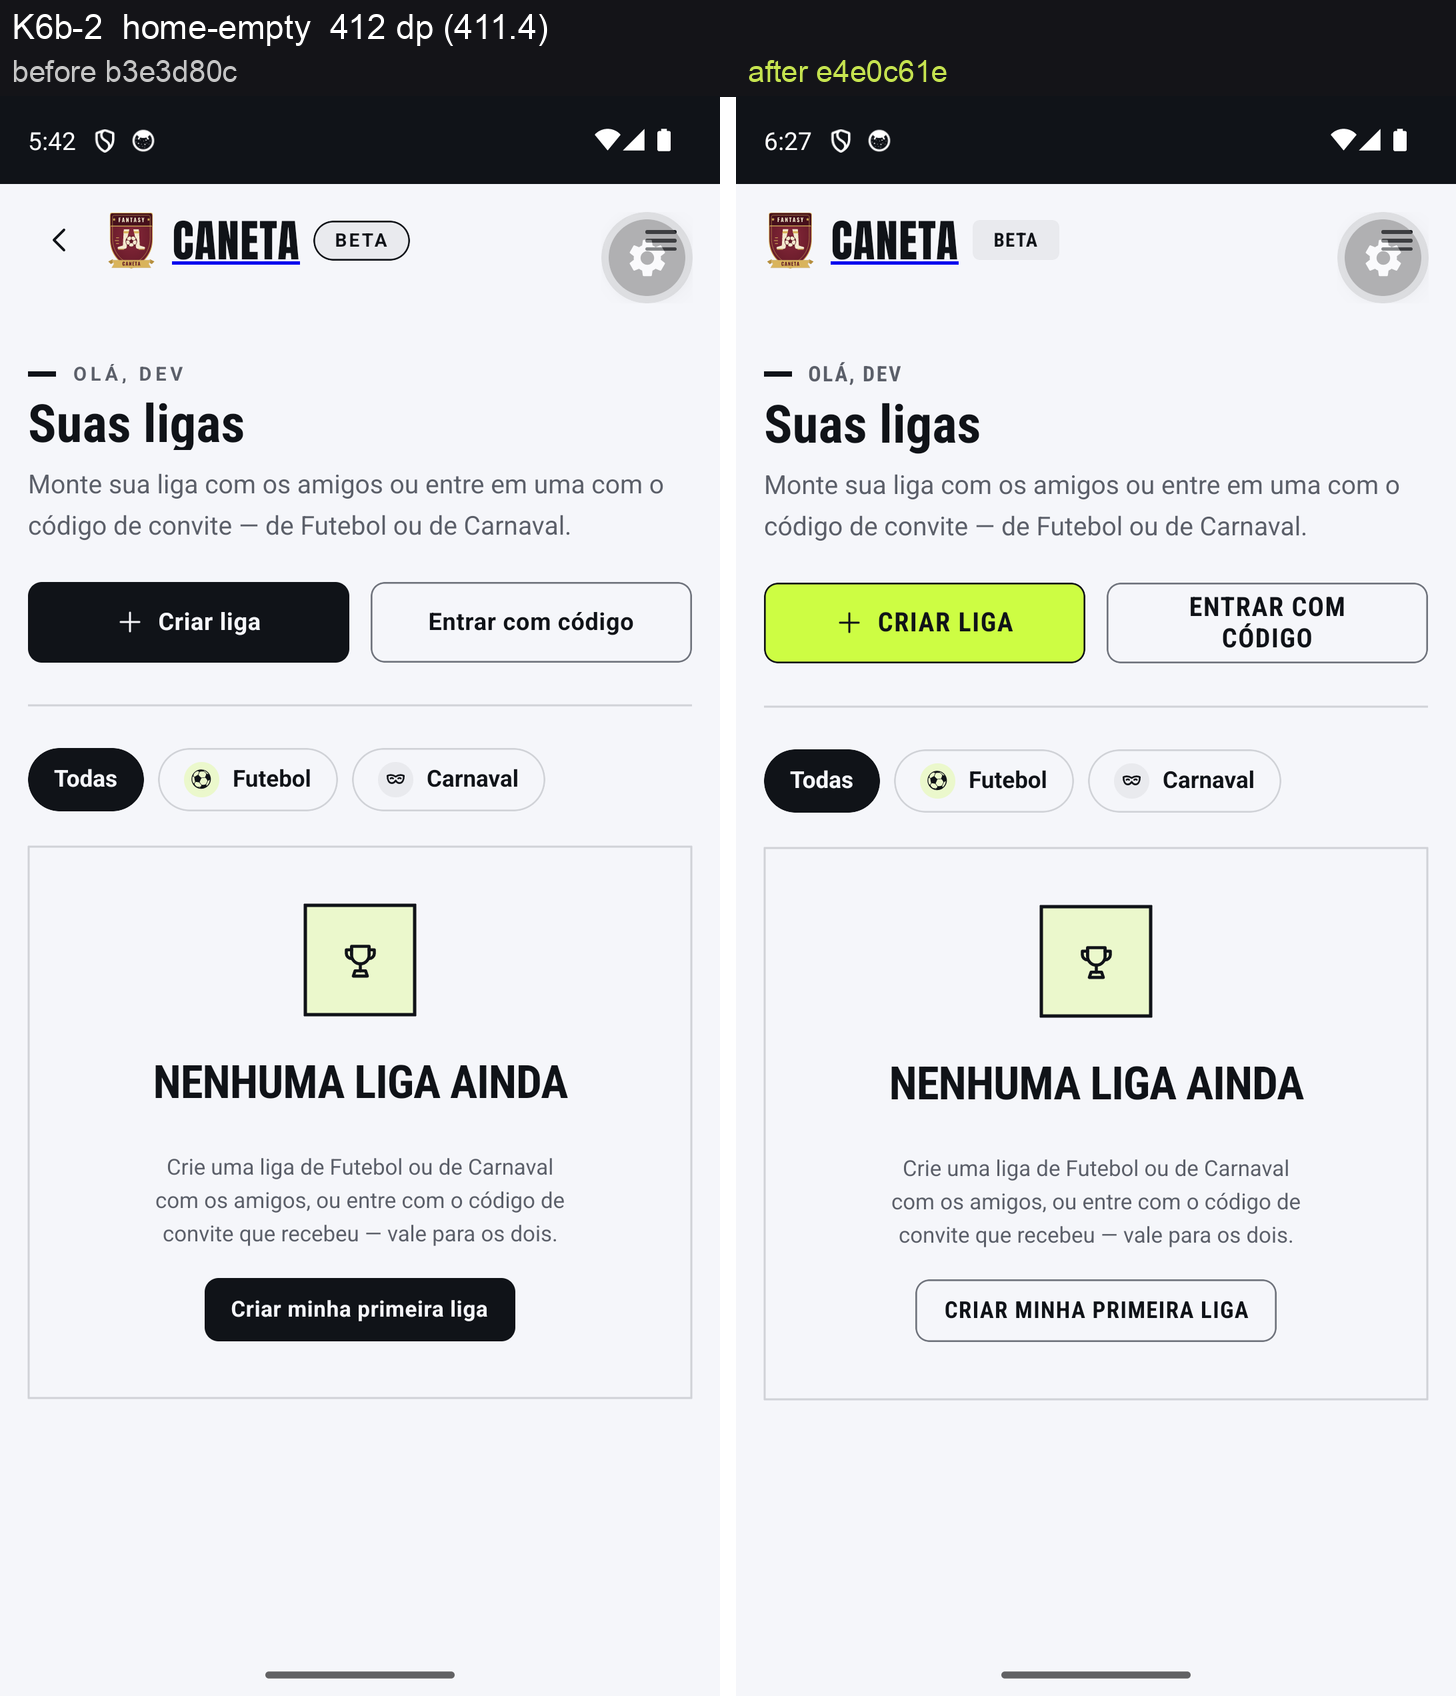 K6b-2 home-empty 412 dp (411.4)
before b3e3d80c
5:42
FANTASY
CANETA
CANETA
BETA
OLÁ, DEV
Suas ligas
Monte sua liga com os amigos ou entre em uma com o
código de convite — de Futebol ou de Carnaval.
Criar liga
Entrar com código
Todas
Futebol
Carnaval
NENHUMA LIGA AINDA
Crie uma liga de Futebol ou de Carnaval
com os amigos, ou entre com o código de
convite que recebeu — vale para os dois.
Criar minha primeira liga
after e4e0c61e
6:27
FANTASY
CANETA
CANETA
BETA
OLÁ, DEV
Suas ligas
Monte sua liga com os amigos ou entre em uma com o
código de convite — de Futebol ou de Carnaval.
CRIAR LIGA
ENTRAR COM
CÓDIGO
Todas
Futebol
Carnaval
NENHUMA LIGA AINDA
Crie uma liga de Futebol ou de Carnaval
com os amigos, ou entre com o código de
convite que recebeu — vale para os dois.
CRIAR MINHA PRIMEIRA LIGA